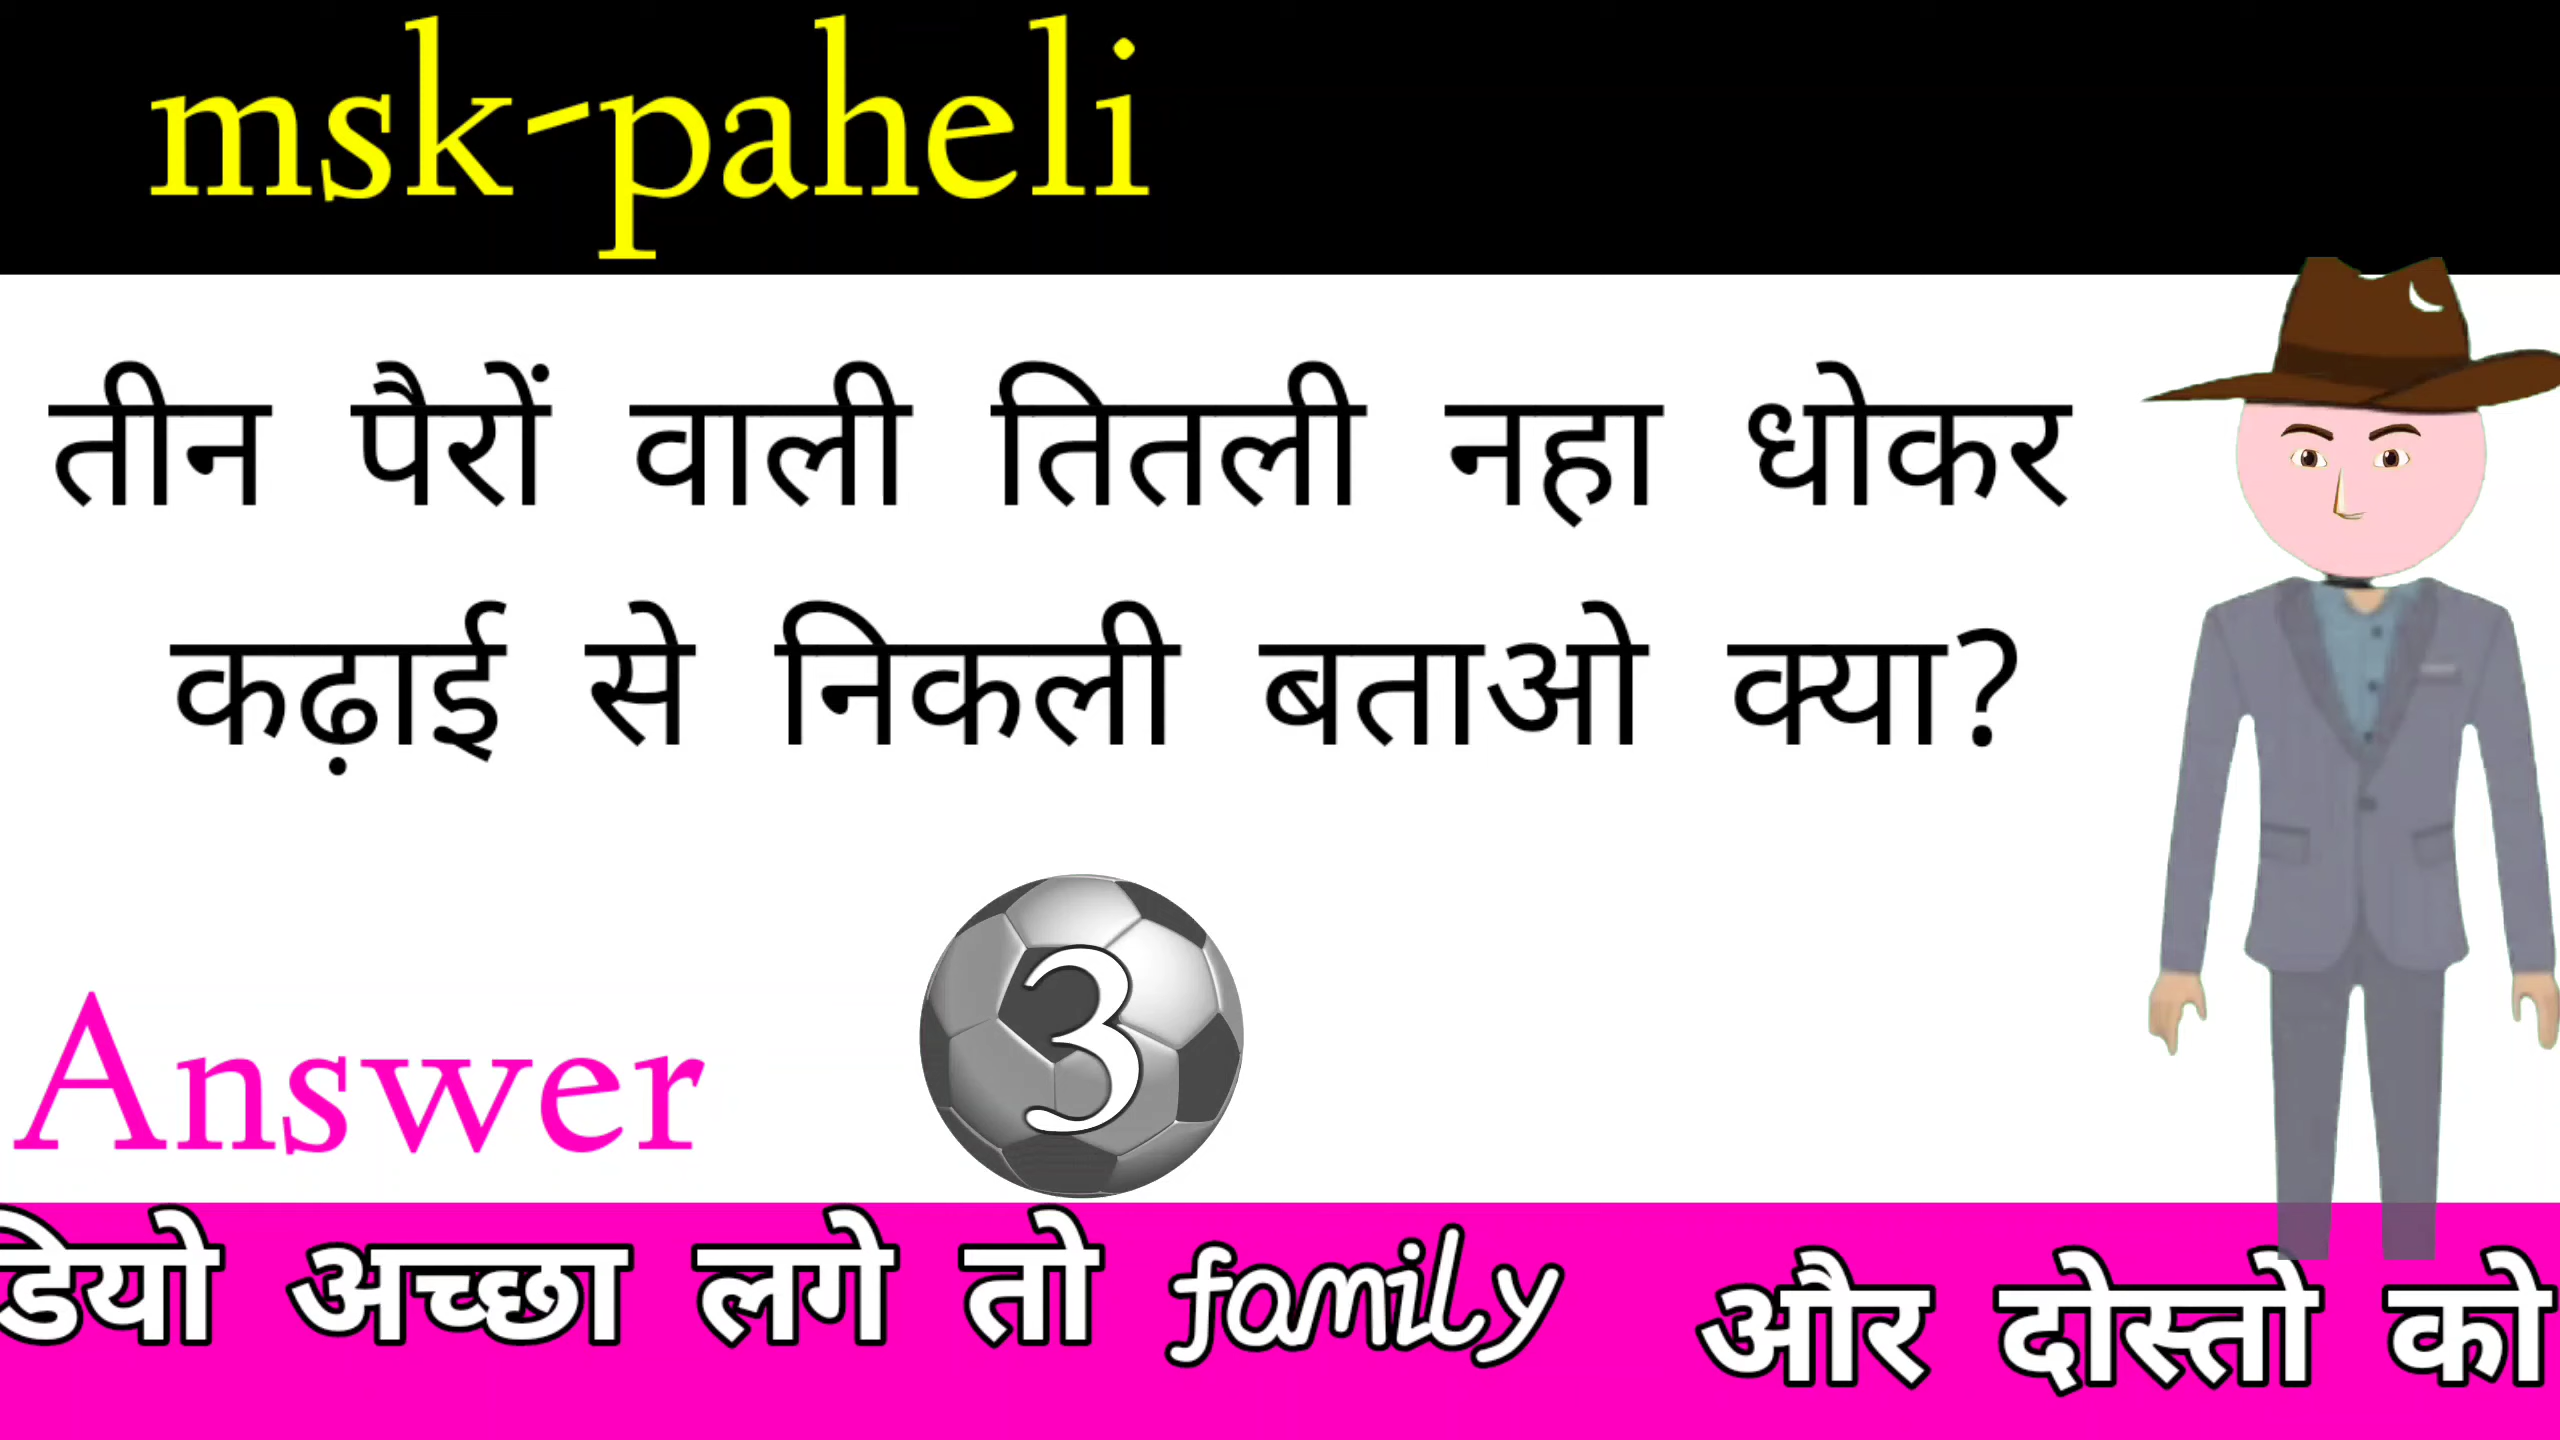 msk-paheli
तीन पैरों वाली तितली नहा धोकर
कढ़ाई से निकली बताओ क्या?
3
Answer
डियो अच्छा लगे तो family और दोस्तो को